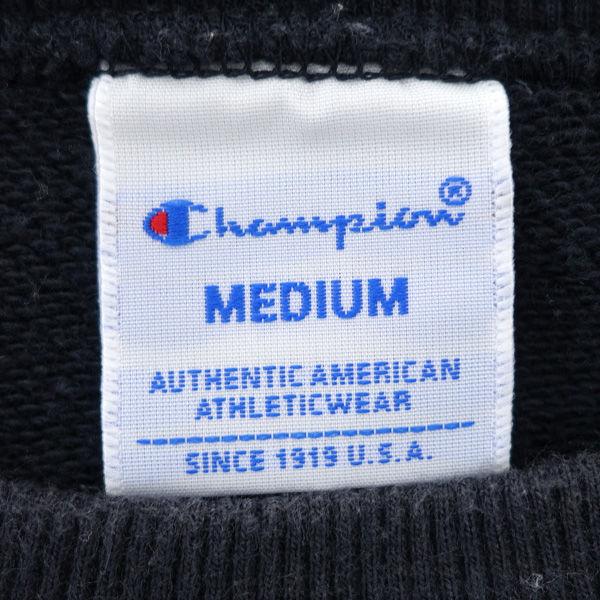 Champion®
MEDIUM
AUTHENTIC AMERICAN
ATHLETICWEAR
SINCE 1919 U.S.A.